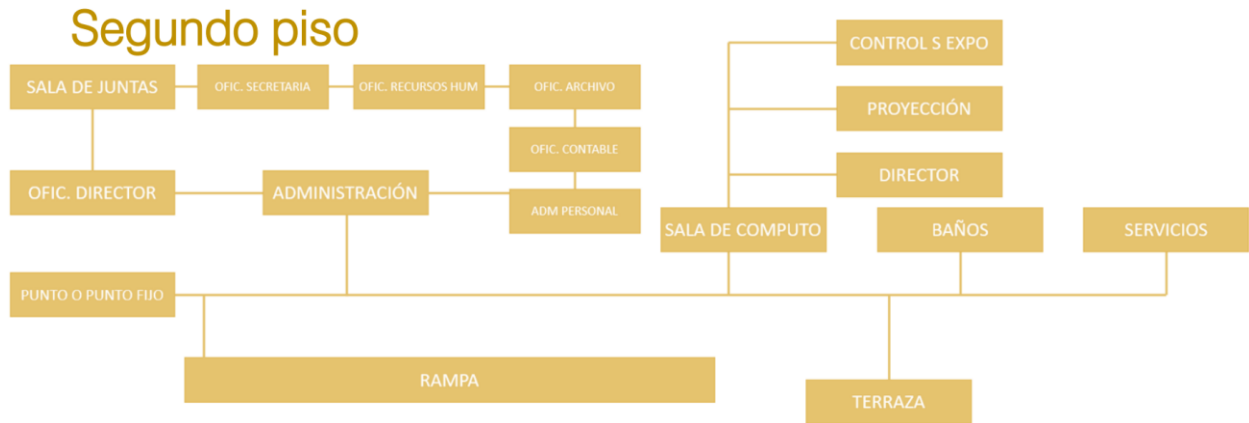 Segundo piso
CONTROL S EXPO
SALA DE JUNTAS
OFIC. SECRETARIA
OFIC. RECURSOS HUM
OFIC. ARCHIVO
PROYECCIÓN
OFIC. CONTABLE
DIRECTOR
OFIC. DIRECTOR
ADMINISTRACIÓN
ADM PERSONAL
SALA DE COMPUTO
BAÑOS
SERVICIOS
PUNTO O PUNTO FIJO
RAMPA
TERRAZA